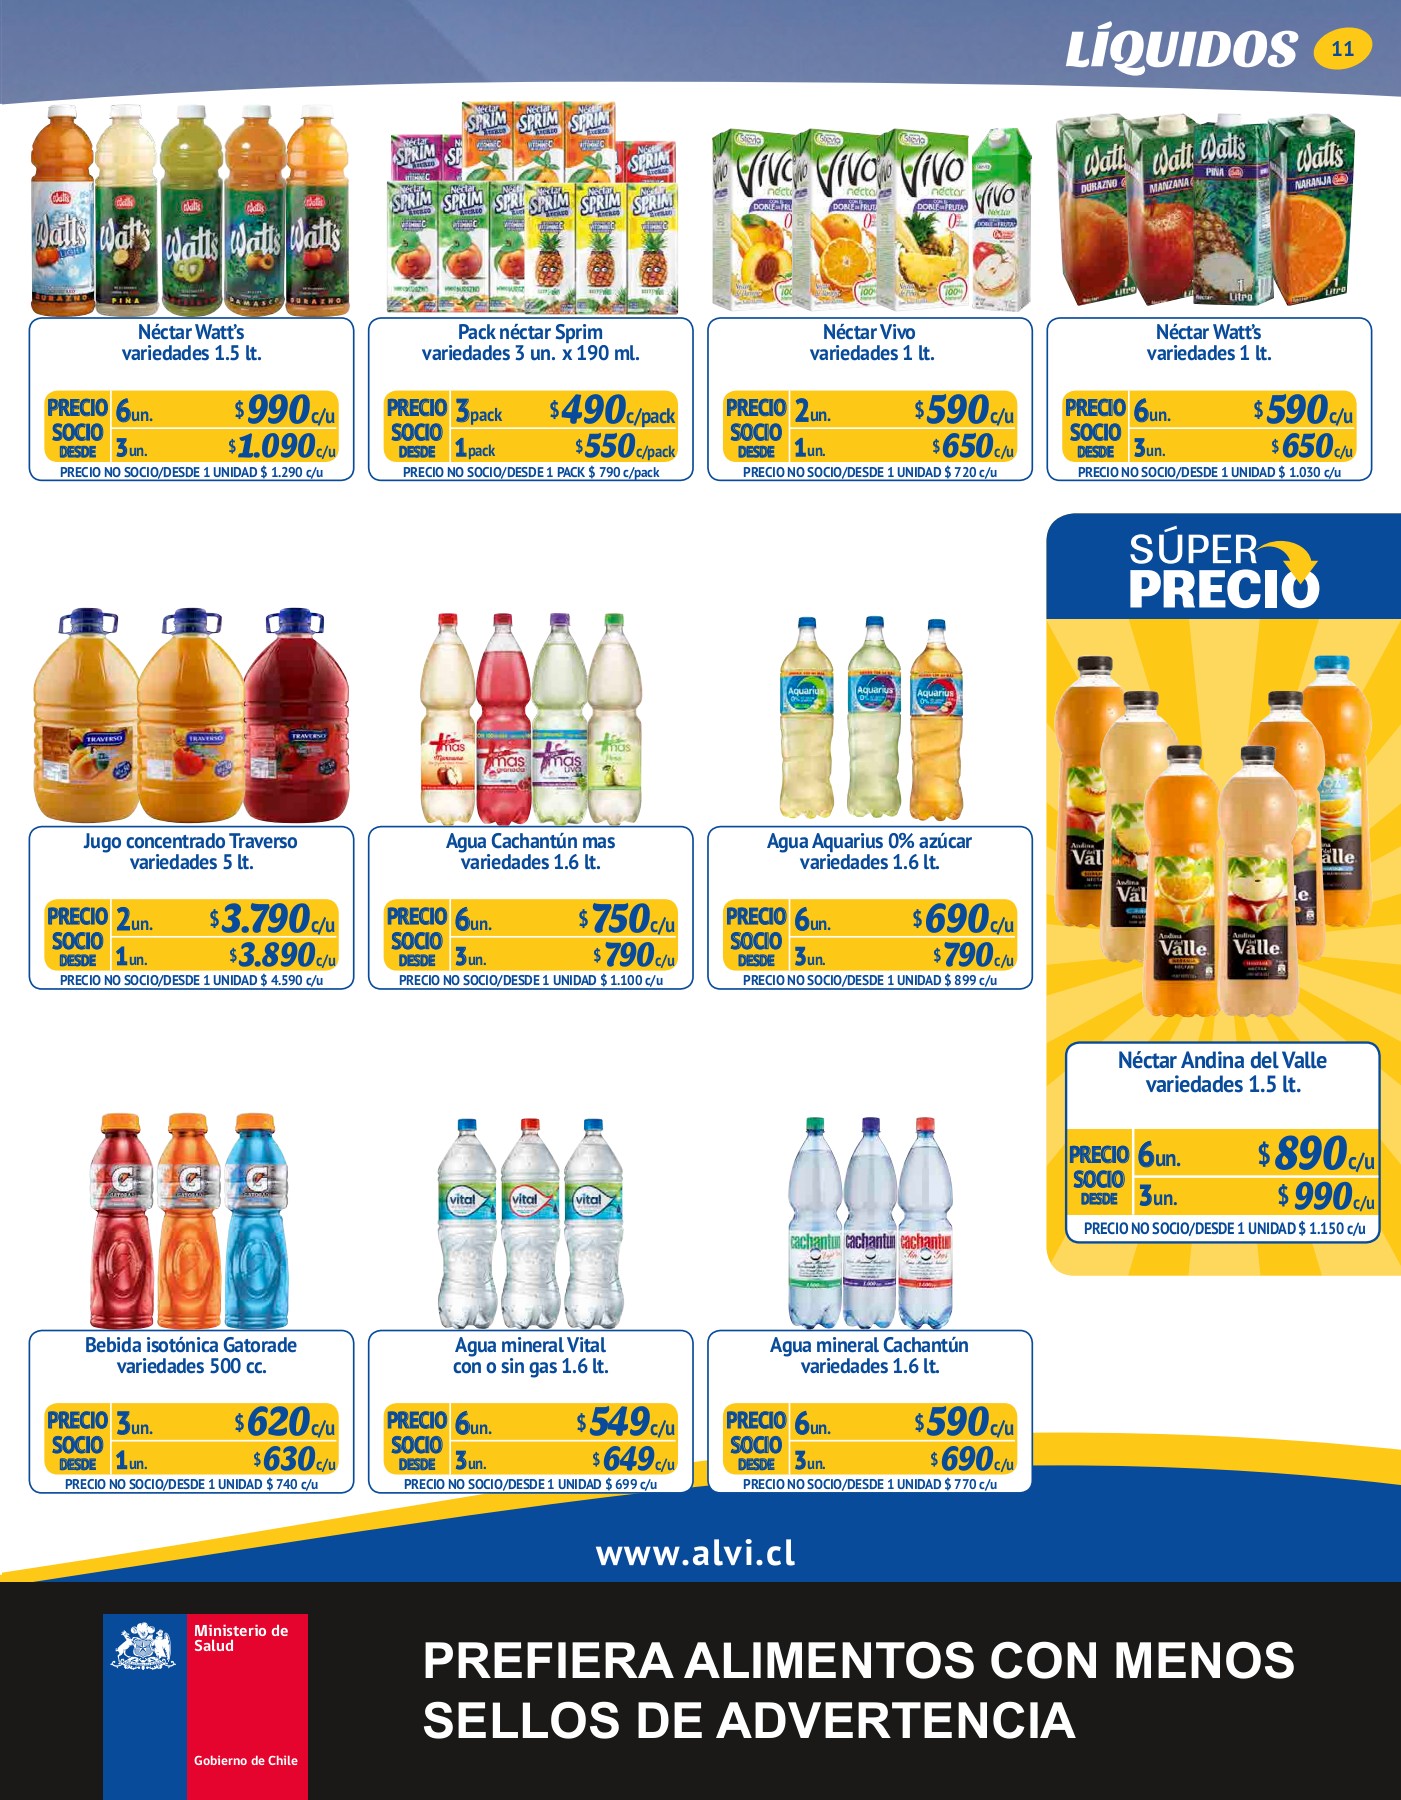 LÍQUIDOS 11
Néctar Watt's
variedades 1.5 lt.
PRECIO SOCIO DESDE
6un. $990c/u
3un. $1.090c/u
PRECIO NO SOCIO/DESDE 1 UNIDAD $ 1.290 c/u
Pack néctar Sprim
variedades 3 un. x 190 ml.
PRECIO SOCIO DESDE
3pack $490c/pack
1pack $550c/pack
PRECIO NO SOCIO/DESDE 1 PACK $ 790 c/pack
Néctar Vivo
variedades 1 lt.
PRECIO SOCIO DESDE
2un. $590c/u
1un. $650c/u
PRECIO NO SOCIO/DESDE 1 UNIDAD $ 720 c/u
Néctar Watt's
variedades 1 lt.
PRECIO SOCIO DESDE
6un. $590c/u
3un. $650c/u
PRECIO NO SOCIO/DESDE 1 UNIDAD $ 1.030 c/u
Jugo concentrado Traverso
variedades 5 lt.
PRECIO SOCIO DESDE
2un. $3.790c/u
1un. $3.890c/u
PRECIO NO SOCIO/DESDE 1 UNIDAD $ 4.590 c/u
Agua Cachantún mas
variedades 1.6 lt.
PRECIO SOCIO DESDE
6un. $750c/u
3un. $790c/u
PRECIO NO SOCIO/DESDE 1 UNIDAD $ 1.100 c/u
Agua Aquarius 0% azúcar
variedades 1.6 lt.
PRECIO SOCIO DESDE
6un. $690c/u
3un. $790c/u
PRECIO NO SOCIO/DESDE 1 UNIDAD $ 899 c/u
SÚPER
PRECIO
Néctar Andina del Valle
variedades 1.5 lt.
PRECIO SOCIO DESDE
6un. $890c/u
3un. $990c/u
PRECIO NO SOCIO/DESDE 1 UNIDAD $ 1.150 c/u
Bebida isotónica Gatorade
variedades 500 cc.
PRECIO SOCIO DESDE
3un. $620c/u
1un. $630c/u
PRECIO NO SOCIO/DESDE 1 UNIDAD $ 740 c/u
Agua mineral Vital
con o sin gas 1.6 lt.
PRECIO SOCIO DESDE
6un. $549c/u
3un. $649c/u
PRECIO NO SOCIO/DESDE 1 UNIDAD $ 699 c/u
Agua mineral Cachantún
variedades 1.6 lt.
PRECIO SOCIO DESDE
6un. $590c/u
3un. $690c/u
PRECIO NO SOCIO/DESDE 1 UNIDAD $ 770 c/u
www.alvi.cl
Ministerio de
Salud
Gobierno de Chile
PREFIERA ALIMENTOS CON MENOS
SELLOS DE ADVERTENCIA